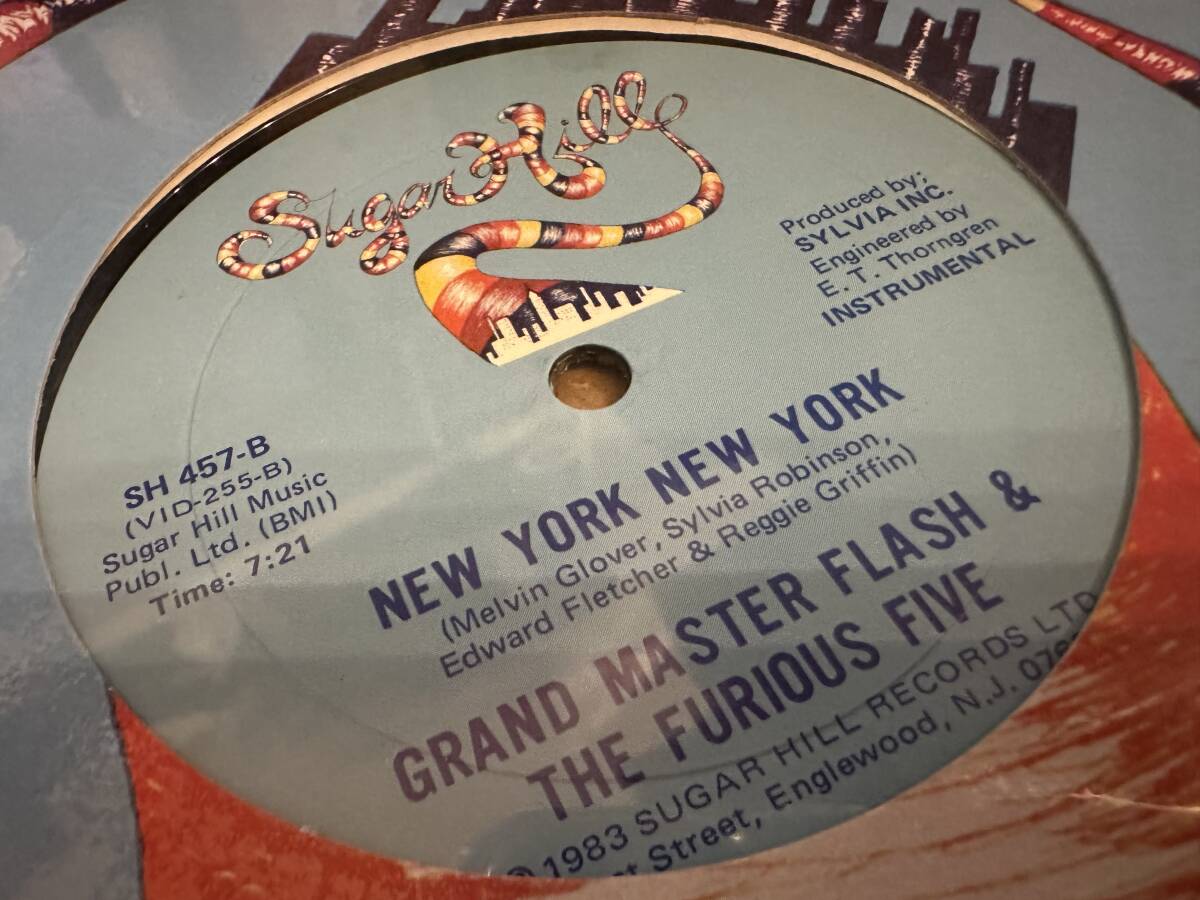 Sugar Hill
Produced by;
SYLVIA INC.
Engineered by
E. T. Thorngren
INSTRUMENTAL
SH 457-B
(VID-255-B)
Sugar Hill Music
Publ. Ltd. (BMI)
Time: 7:21
NEW YORK NEW YORK
(Melvin Glover, Sylvia Robinson,
Edward Fletcher & Reggie Griffin)
GRAND MASTER FLASH &
THE FURIOUS FIVE
© 1983 SUGAR HILL RECORDS LTD
Street, Englewood, N.J.